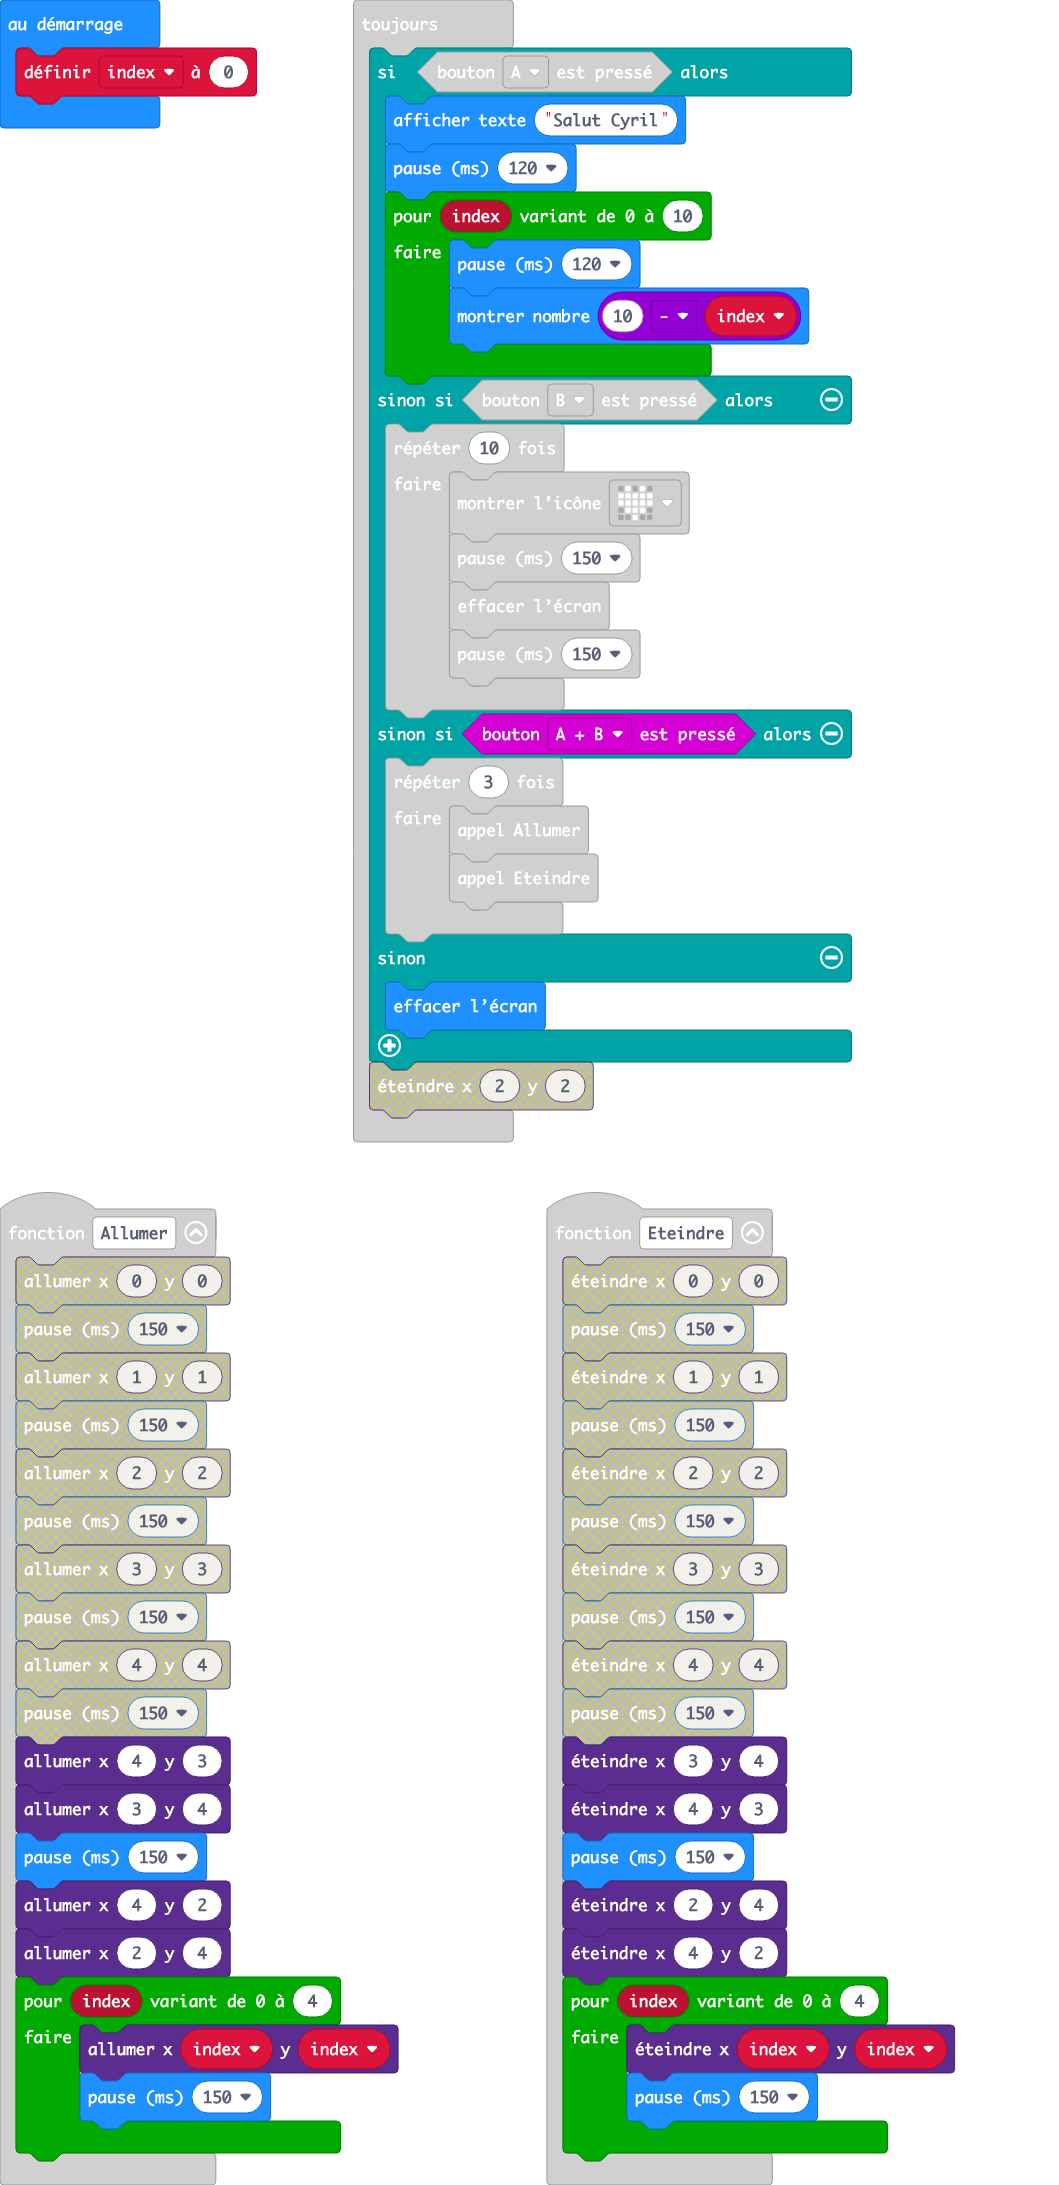 au démarrage
définir index à 0
toujours
si bouton A est pressé alors
afficher texte "Salut Cyril"
pause (ms) 120
pour index variant de 0 à 10
faire
pause (ms) 120
montrer nombre 10 - index
sinon si bouton B est pressé alors
répéter 10 fois
faire
montrer l'icône
pause (ms) 150
effacer l’écran
pause (ms) 150
sinon si bouton A + B est pressé alors
répéter 3 fois
faire
appel Allumer
appel Eteindre
sinon
effacer l’écran
éteindre x 2 y 2
fonction Allumer
allumer x 0 y 0
pause (ms) 150
allumer x 1 y 1
pause (ms) 150
allumer x 2 y 2
pause (ms) 150
allumer x 3 y 3
pause (ms) 150
allumer x 4 y 4
pause (ms) 150
allumer x 4 y 3
allumer x 3 y 4
pause (ms) 150
allumer x 4 y 2
allumer x 2 y 4
pour index variant de 0 à 4
faire
allumer x index y index
pause (ms) 150
fonction Eteindre
éteindre x 0 y 0
pause (ms) 150
éteindre x 1 y 1
pause (ms) 150
éteindre x 2 y 2
pause (ms) 150
éteindre x 3 y 3
pause (ms) 150
éteindre x 4 y 4
pause (ms) 150
éteindre x 3 y 4
éteindre x 4 y 3
pause (ms) 150
éteindre x 2 y 4
éteindre x 4 y 2
pour index variant de 0 à 4
faire
éteindre x index y index
pause (ms) 150